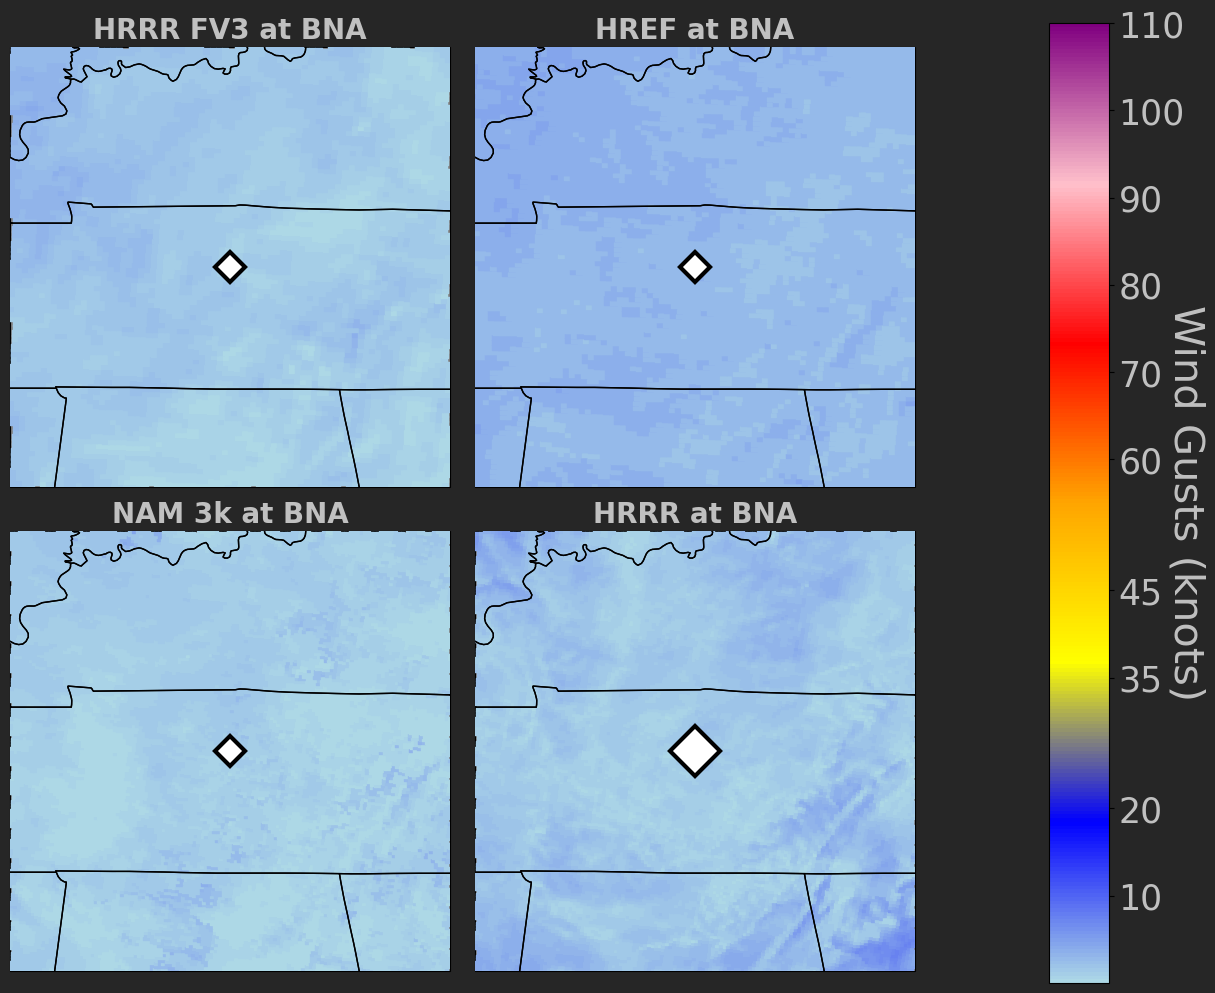 HRRR FV3 at BNA
HREF at BNA
NAM 3k at BNA
HRRR at BNA
110
100
90
80
70
60
45
35
20
10
Wind Gusts (knots)